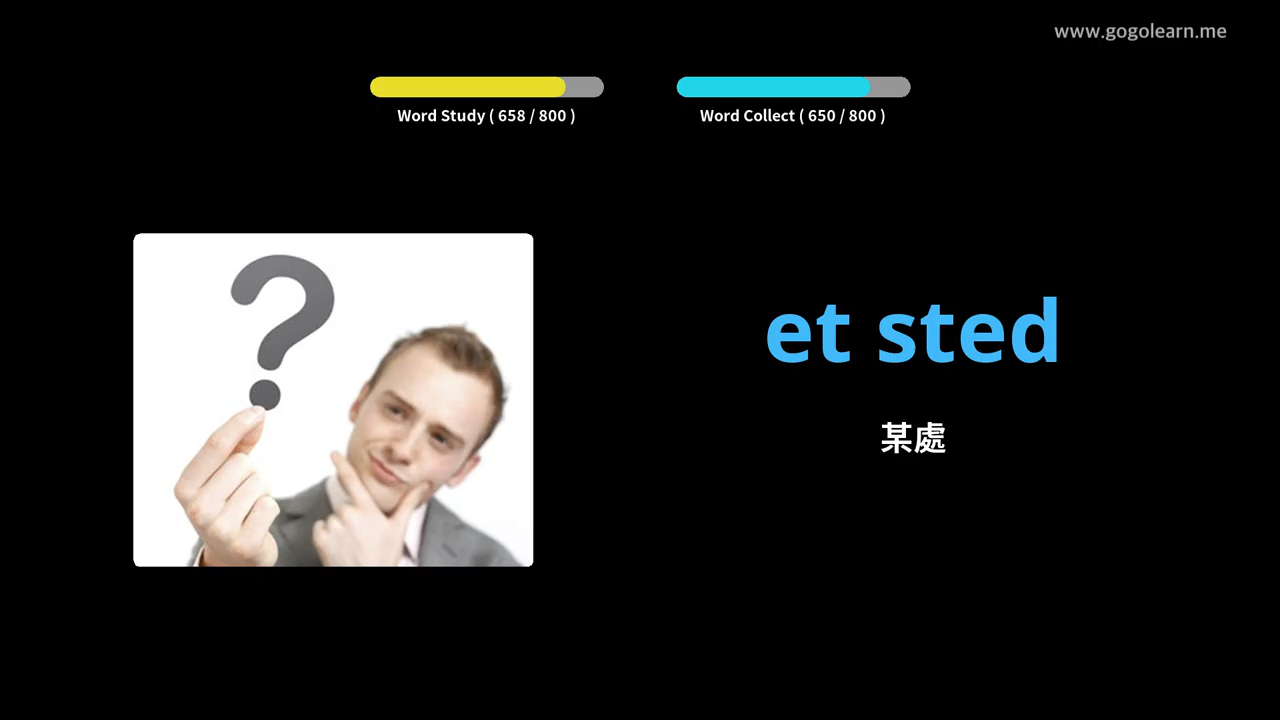 www.gogolearn.me
Word Study ( 658 / 800 )
Word Collect ( 650 / 800 )
?
et sted
某處